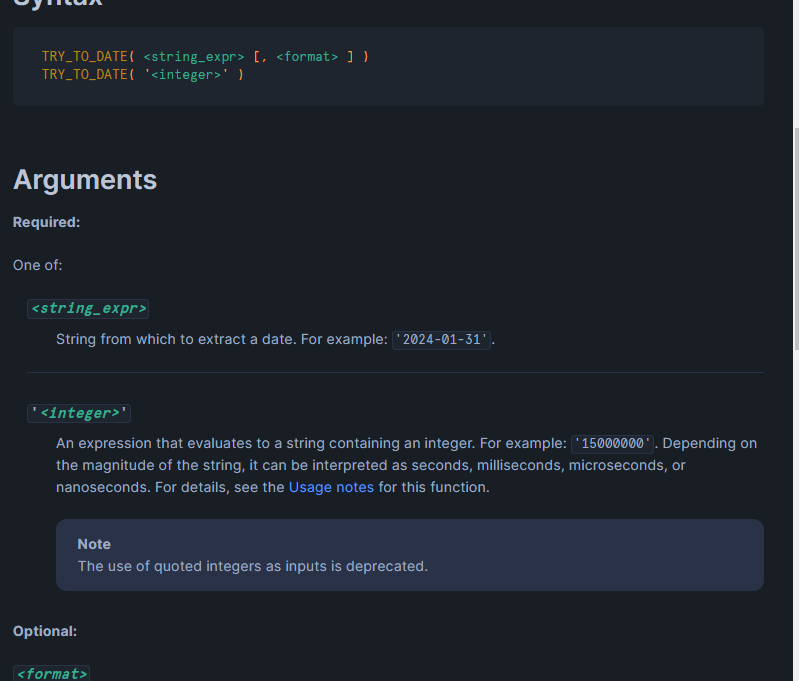 Syntax
TRY_TO_DATE( <string_expr> [, <format> ] )
TRY_TO_DATE( '<integer>' )
Arguments
Required:
One of:
<string_expr>
String from which to extract a date. For example: '2024-01-31'.
'<integer>'
An expression that evaluates to a string containing an integer. For example: '15000000'. Depending on
the magnitude of the string, it can be interpreted as seconds, milliseconds, microseconds, or
nanoseconds. For details, see the Usage notes for this function.
Note
The use of quoted integers as inputs is deprecated.
Optional:
<format>